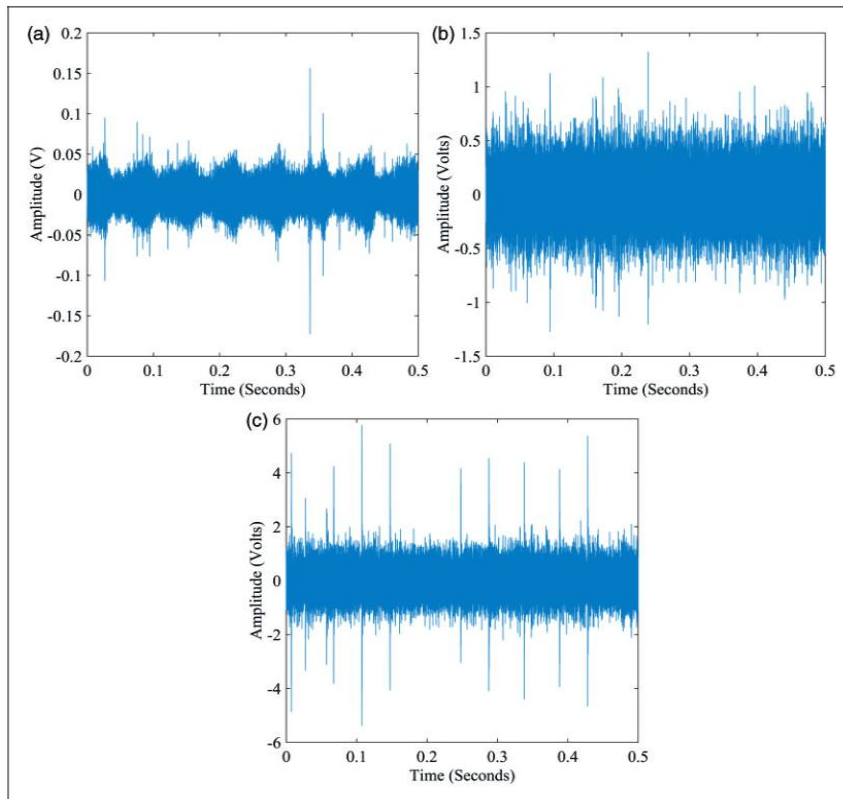 (a)
0.2
0.15
0.1
0.05
0
-0.05
-0.1
-0.15
-0.2
Amplitude (V)
0 0.1 0.2 0.3 0.4 0.5
Time (Seconds)
(b)
1.5
1
0.5
0
-0.5
-1
-1.5
Amplitude (Volts)
0 0.1 0.2 0.3 0.4 0.5
Time (Seconds)
(c)
6
4
2
0
-2
-4
-6
Amplitude (Volts)
0 0.1 0.2 0.3 0.4 0.5
Time (Seconds)